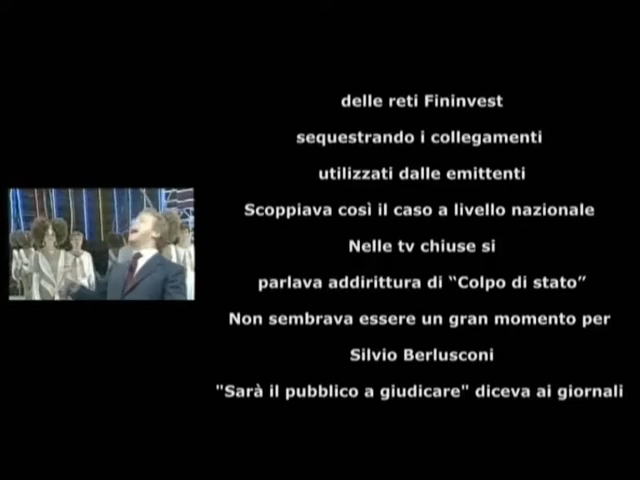 delle reti Fininvest
sequestrando i collegamenti
utilizzati dalle emittenti
Scoppiava così il caso a livello nazionale
Nelle tv chiuse si
parlava addirittura di “Colpo di stato”
Non sembrava essere un gran momento per
Silvio Berlusconi
"Sarà il pubblico a giudicare" diceva ai giornali